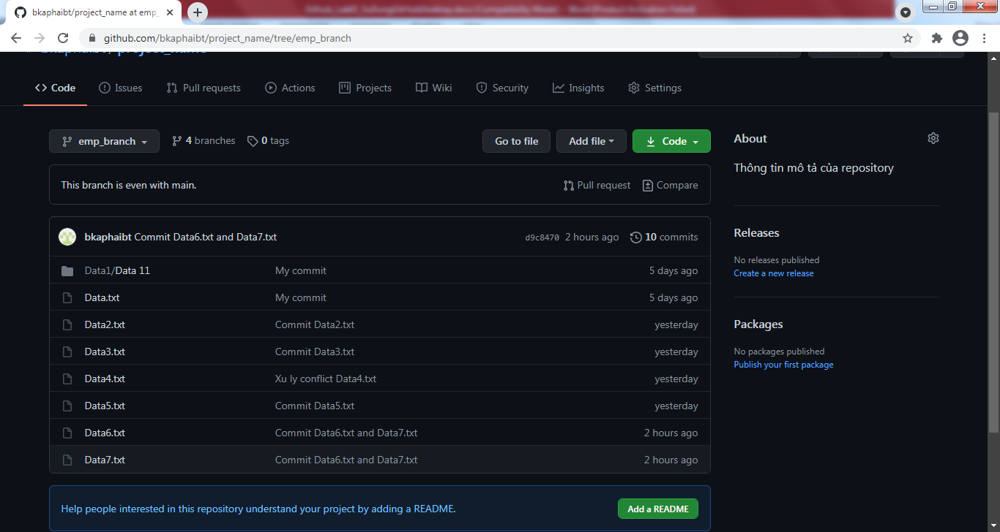 bkaphaibt/project_name at emp_
github.com/bkaphaibt/project_name/tree/emp_branch
bkaphaibt/project_name
Code Issues Pull requests Actions Projects Wiki Security Insights Settings
emp_branch 4 branches 0 tags Go to file Add file Code
This branch is even with main. Pull request Compare
bkaphaibt Commit Data6.txt and Data7.txt d9c8470 2 hours ago 10 commits
Data1/Data 11 My commit 5 days ago
Data.txt My commit 5 days ago
Data2.txt Commit Data2.txt yesterday
Data3.txt Commit Data3.txt yesterday
Data4.txt Xu ly conflict Data4.txt yesterday
Data5.txt Commit Data5.txt yesterday
Data6.txt Commit Data6.txt and Data7.txt 2 hours ago
Data7.txt Commit Data6.txt and Data7.txt 2 hours ago
Help people interested in this repository understand your project by adding a README. Add a README
About
Thông tin mô tả của repository
Releases
No releases published
Create a new release
Packages
No packages published
Publish your first package